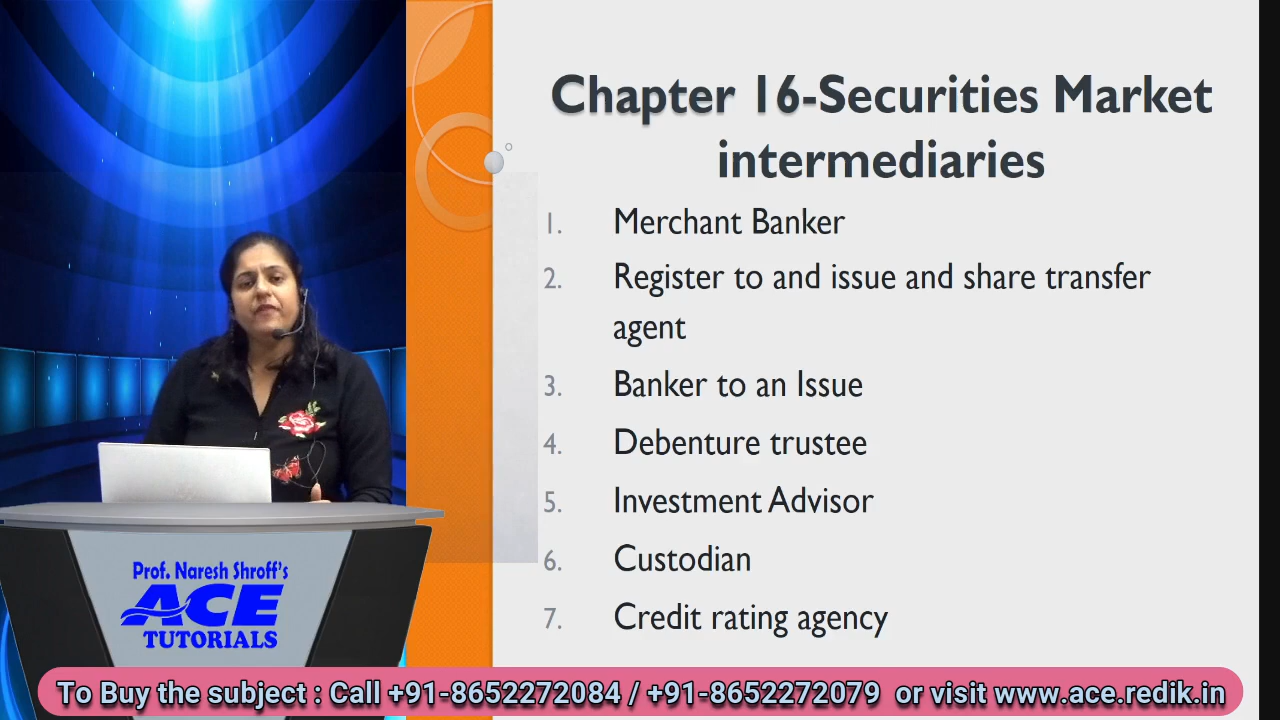 Chapter 16-Securities Market
intermediaries
1. Merchant Banker
2. Register to and issue and share transfer
agent
3. Banker to an Issue
4. Debenture trustee
5. Investment Advisor
6. Custodian
7. Credit rating agency
Prof. Naresh Shroff's
ACE
TUTORIALS
To Buy the subject : Call +91-8652272084 / +91-8652272079 or visit www.ace.redik.in